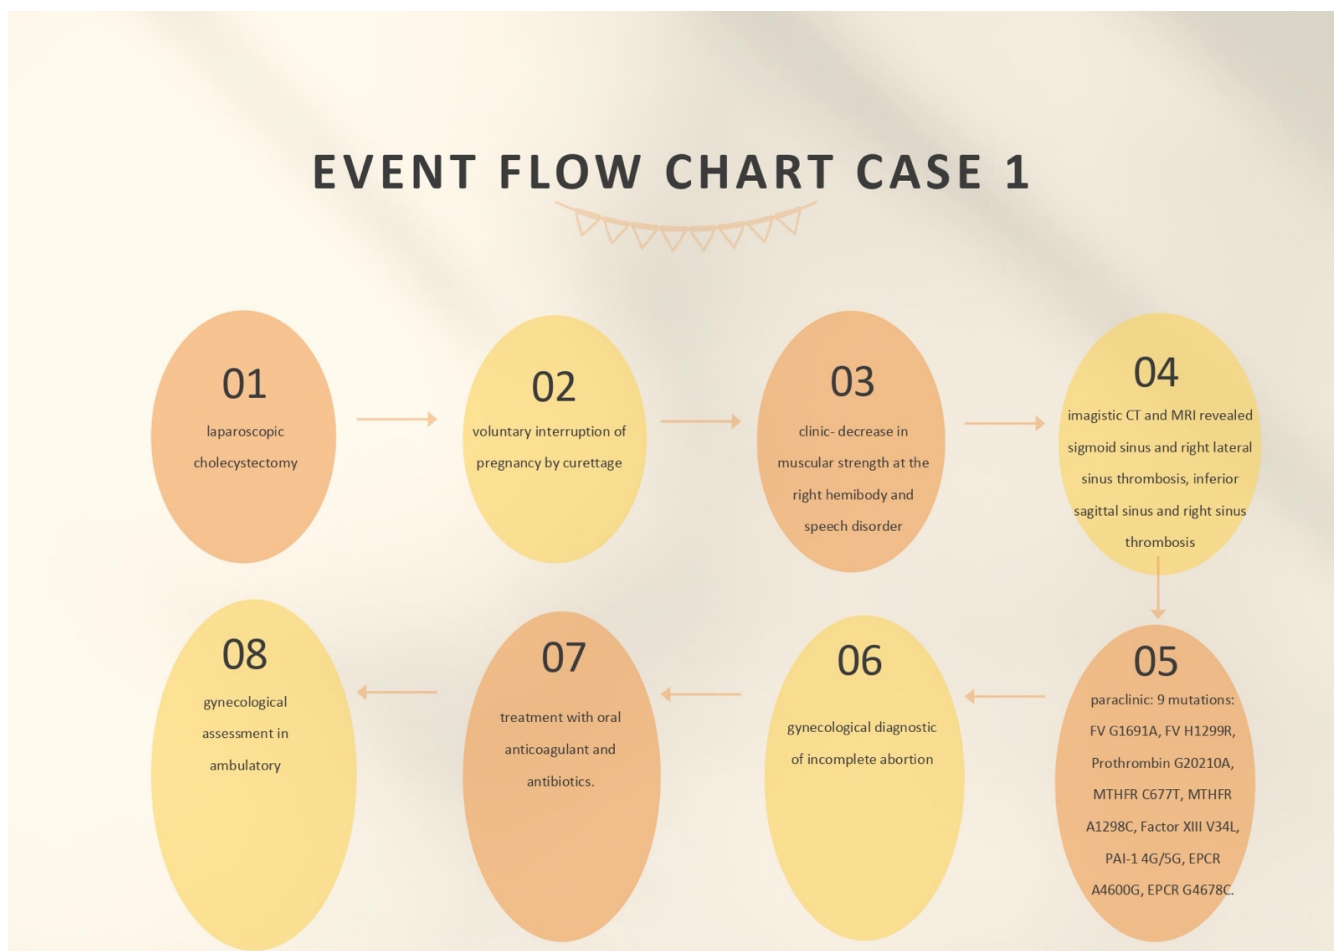 EVENT FLOW CHART CASE 1
01
laparoscopic
cholecystectomy
02
voluntary interruption of
pregnancy by curettage
03
clinic- decrease in
muscular strength at the
right hemibody and
speech disorder
04
imagistic CT and MRI revealed
sigmoid sinus and right lateral
sinus thrombosis, inferior
sagittal sinus and right sinus
thrombosis
05
paraclinic: 9 mutations:
FV G1691A, FV H1299R,
Prothrombin G20210A,
MTHFR C677T, MTHFR
A1298C, Factor XIII V34L,
PAI-1 4G/5G, EPCR
A4600G, EPCR G4678C.
06
gynecological diagnostic
of incomplete abortion
07
treatment with oral
anticoagulant and
antibiotics.
08
gynecological
assessment in
ambulatory